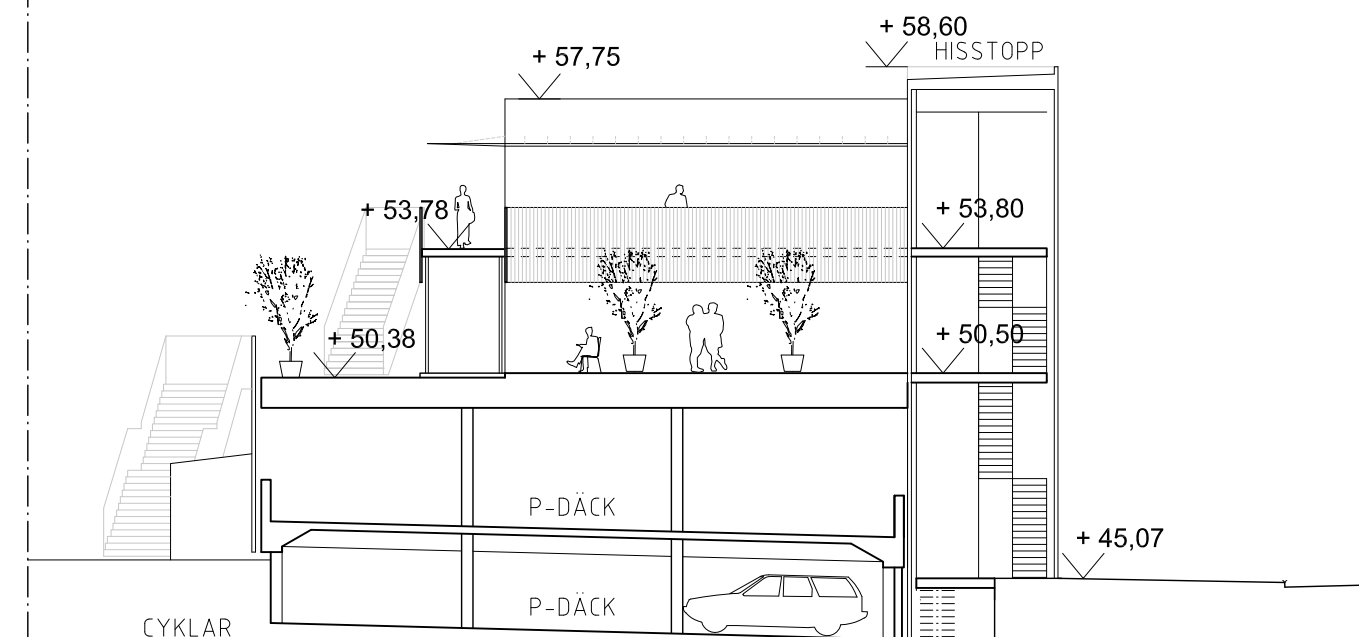 + 58,60
HISSTOPP
+ 57,75
+ 53,78
+ 53,80
+ 50,38
+ 50,50
P-DÄCK
+ 45,07
P-DÄCK
CYKLAR